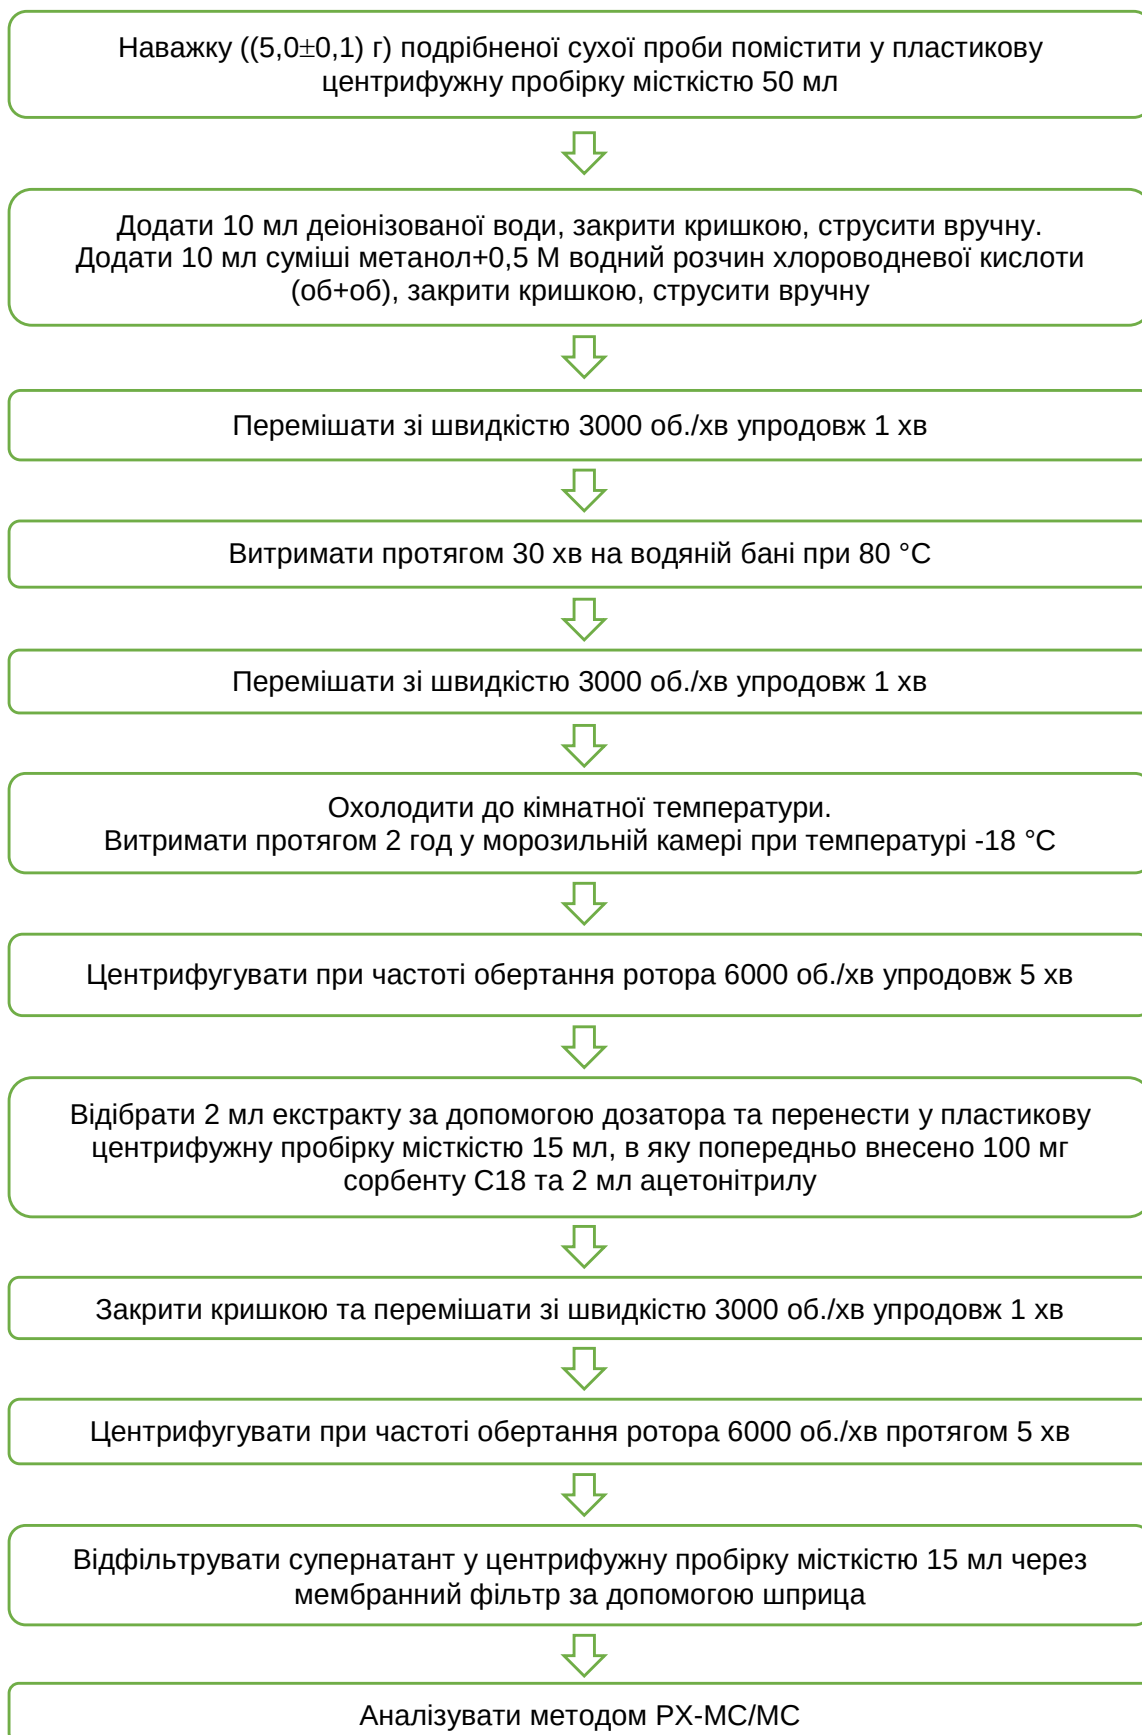 Наважку ((5,0±0,1) г) подрібненої сухої проби помістити у пластикову
центрифужну пробірку місткістю 50 мл
Додати 10 мл деіонізованої води, закрити кришкою, струсити вручну.
Додати 10 мл суміші метанол+0,5 М водний розчин хлороводневої кислоти
(об+об), закрити кришкою, струсити вручну
Перемішати зі швидкістю 3000 об./хв упродовж 1 хв
Витримати протягом 30 хв на водяній бані при 80 °C
Перемішати зі швидкістю 3000 об./хв упродовж 1 хв
Охолодити до кімнатної температури.
Витримати протягом 2 год у морозильній камері при температурі -18 °C
Центрифугувати при частоті обертання ротора 6000 об./хв упродовж 5 хв
Відібрати 2 мл екстракту за допомогою дозатора та перенести у пластикову
центрифужну пробірку місткістю 15 мл, в яку попередньо внесено 100 мг
сорбенту С18 та 2 мл ацетонітрилу
Закрити кришкою та перемішати зі швидкістю 3000 об./хв упродовж 1 хв
Центрифугувати при частоті обертання ротора 6000 об./хв протягом 5 хв
Відфільтрувати супернатант у центрифужну пробірку місткістю 15 мл через
мембранний фільтр за допомогою шприца
Аналізувати методом РХ-МС/МС